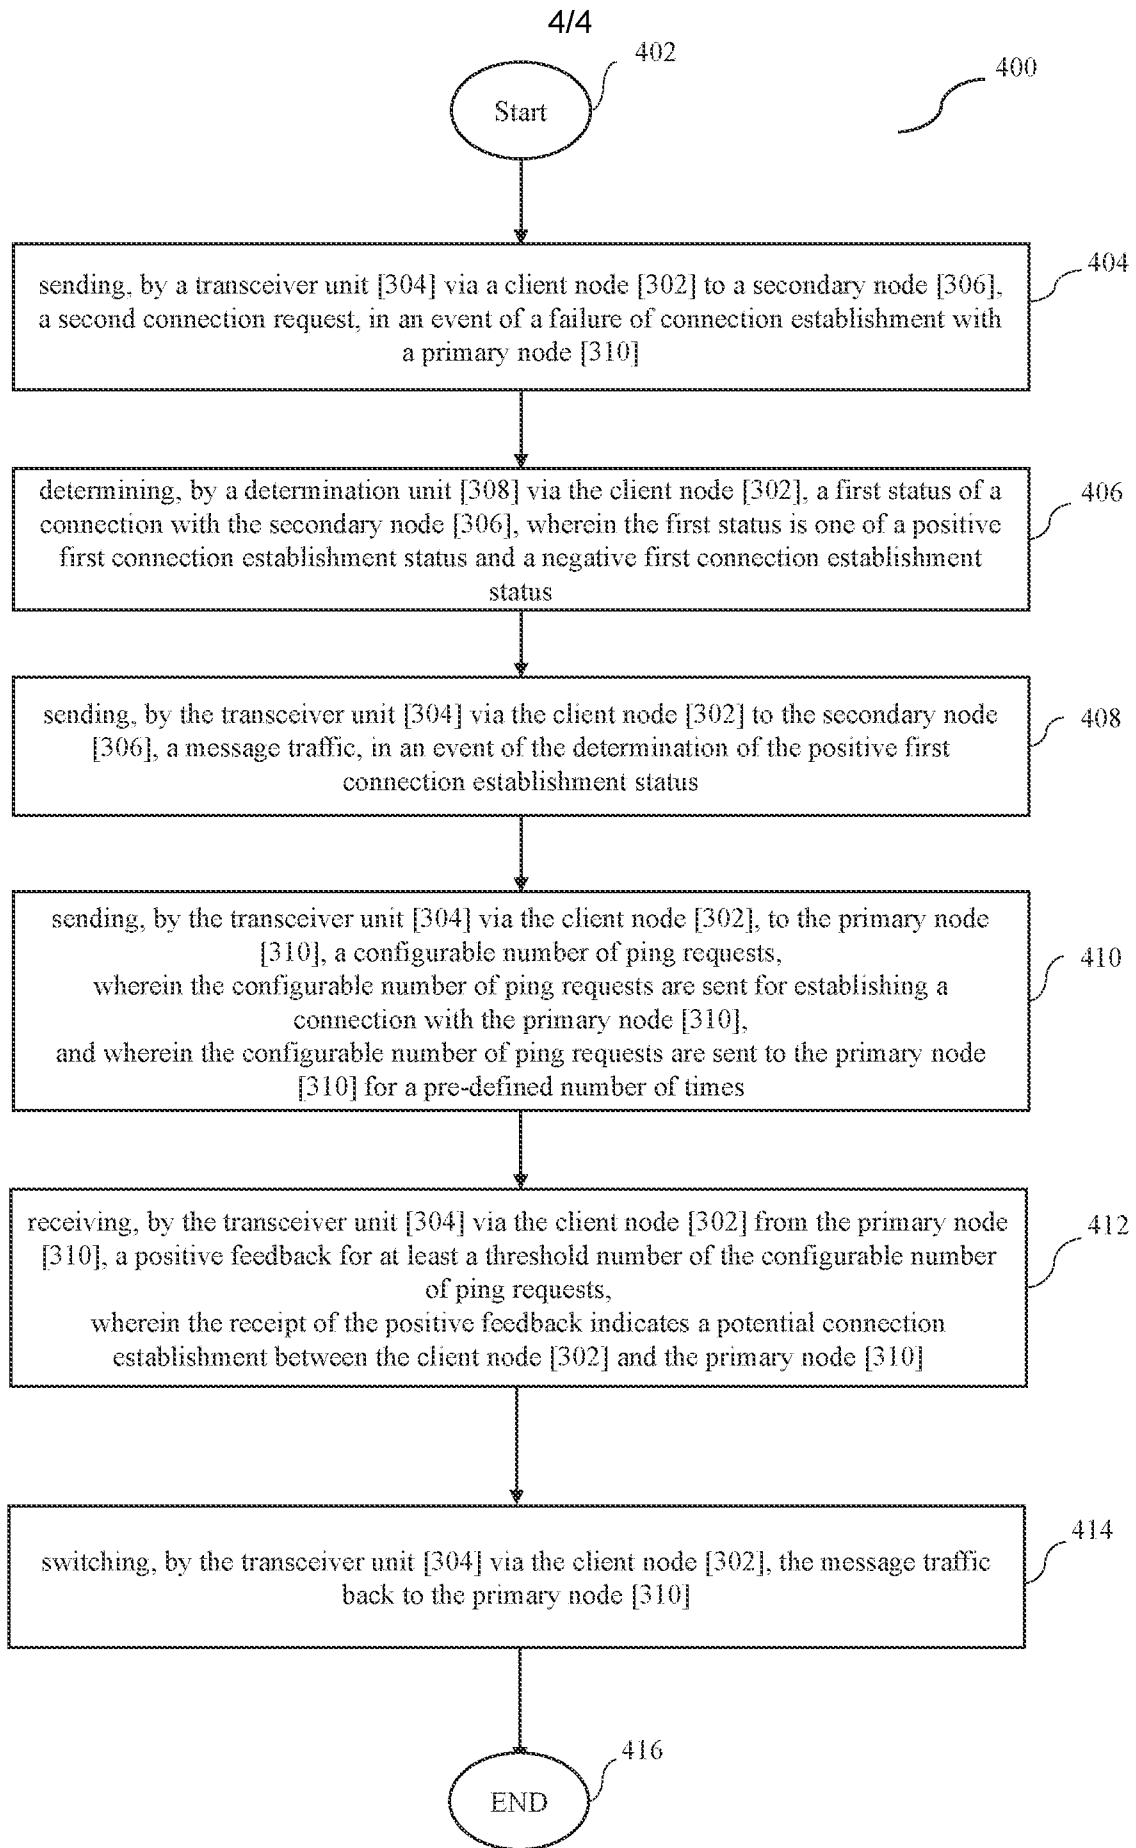 4/4
402
400
Start
404
sending, by a transceiver unit [304] via a client node [302] to a secondary node [306],
a second connection request, in an event of a failure of connection establishment with
a primary node [310]
406
determining, by a determination unit [308] via the client node [302], a first status of a
connection with the secondary node [306], wherein the first status is one of a positive
first connection establishment status and a negative first connection establishment
status
408
sending, by the transceiver unit [304] via the client node [302] to the secondary node
[306], a message traffic, in an event of the determination of the positive first
connection establishment status
410
sending, by the transceiver unit [304] via the client node [302], to the primary node
[310], a configurable number of ping requests,
wherein the configurable number of ping requests are sent for establishing a
connection with the primary node [310],
and wherein the configurable number of ping requests are sent to the primary node
[310] for a pre-defined number of times
412
receiving, by the transceiver unit [304] via the client node [302] from the primary node
[310], a positive feedback for at least a threshold number of the configurable number
of ping requests,
wherein the receipt of the positive feedback indicates a potential connection
establishment between the client node [302] and the primary node [310]
414
switching, by the transceiver unit [304] via the client node [302], the message traffic
back to the primary node [310]
416
END